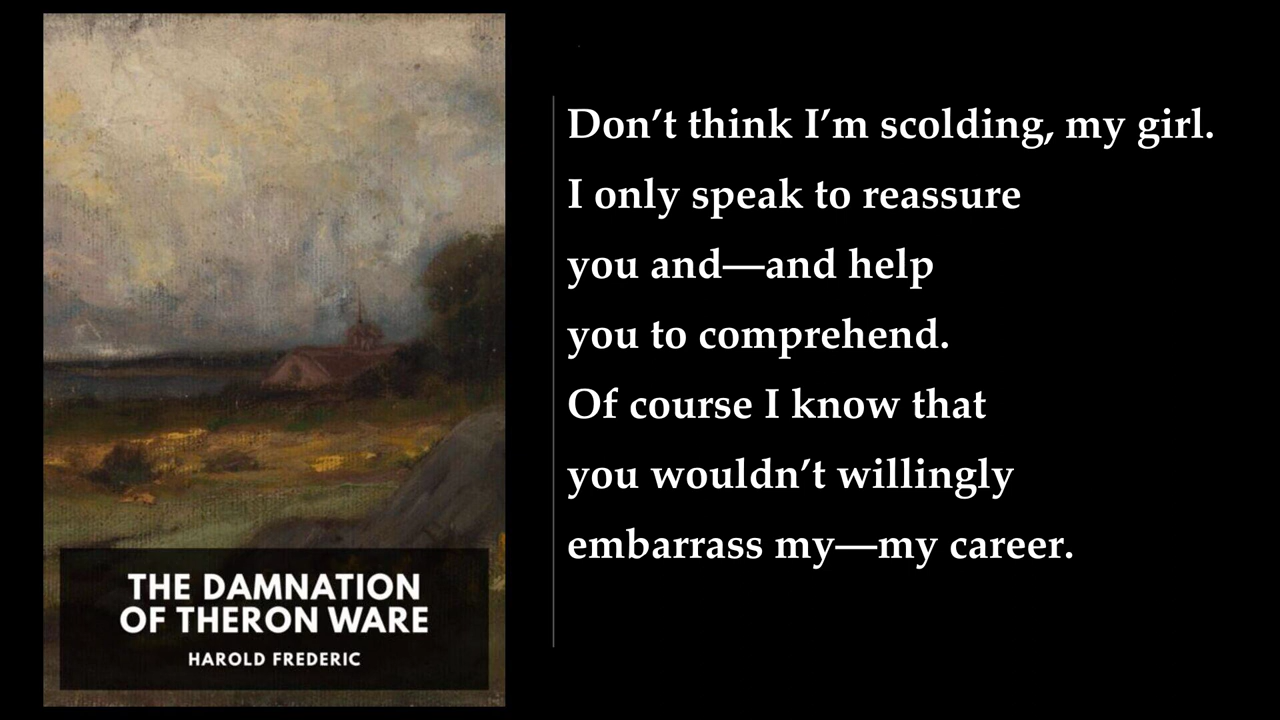 THE DAMNATION
OF THERON WARE
HAROLD FREDERIC
Don’t think I’m scolding, my girl.
I only speak to reassure
you and—and help
you to comprehend.
Of course I know that
you wouldn’t willingly
embarrass my—my career.